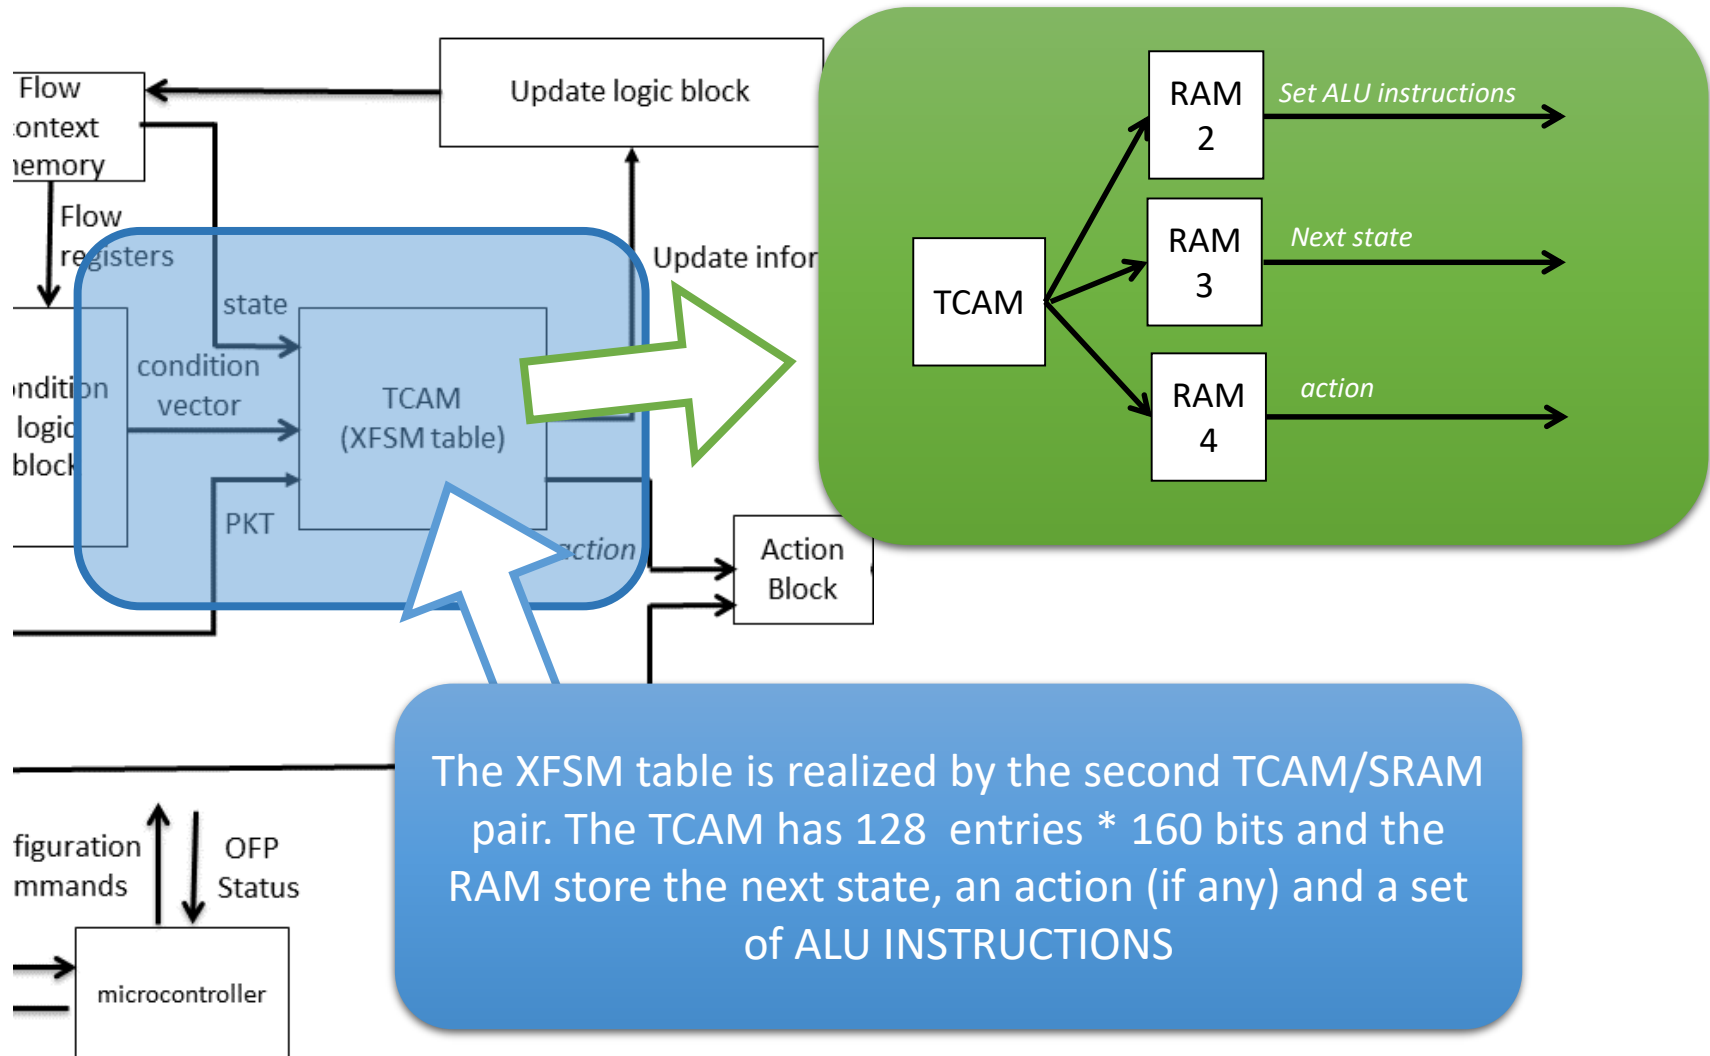 Flow
ontext
emory
Update logic block
Flow
registers
state
condition
vector
ndition
logic
block
TCAM
(XFSM table)
PKT
Update infor
action
Action
Block
RAM
2
Set ALU instructions
RAM
3
Next state
TCAM
RAM
4
action
The XFSM table is realized by the second TCAM/SRAM
pair. The TCAM has 128 entries * 160 bits and the
RAM store the next state, an action (if any) and a set
of ALU INSTRUCTIONS
figuration
mmands
OFP
Status
microcontroller